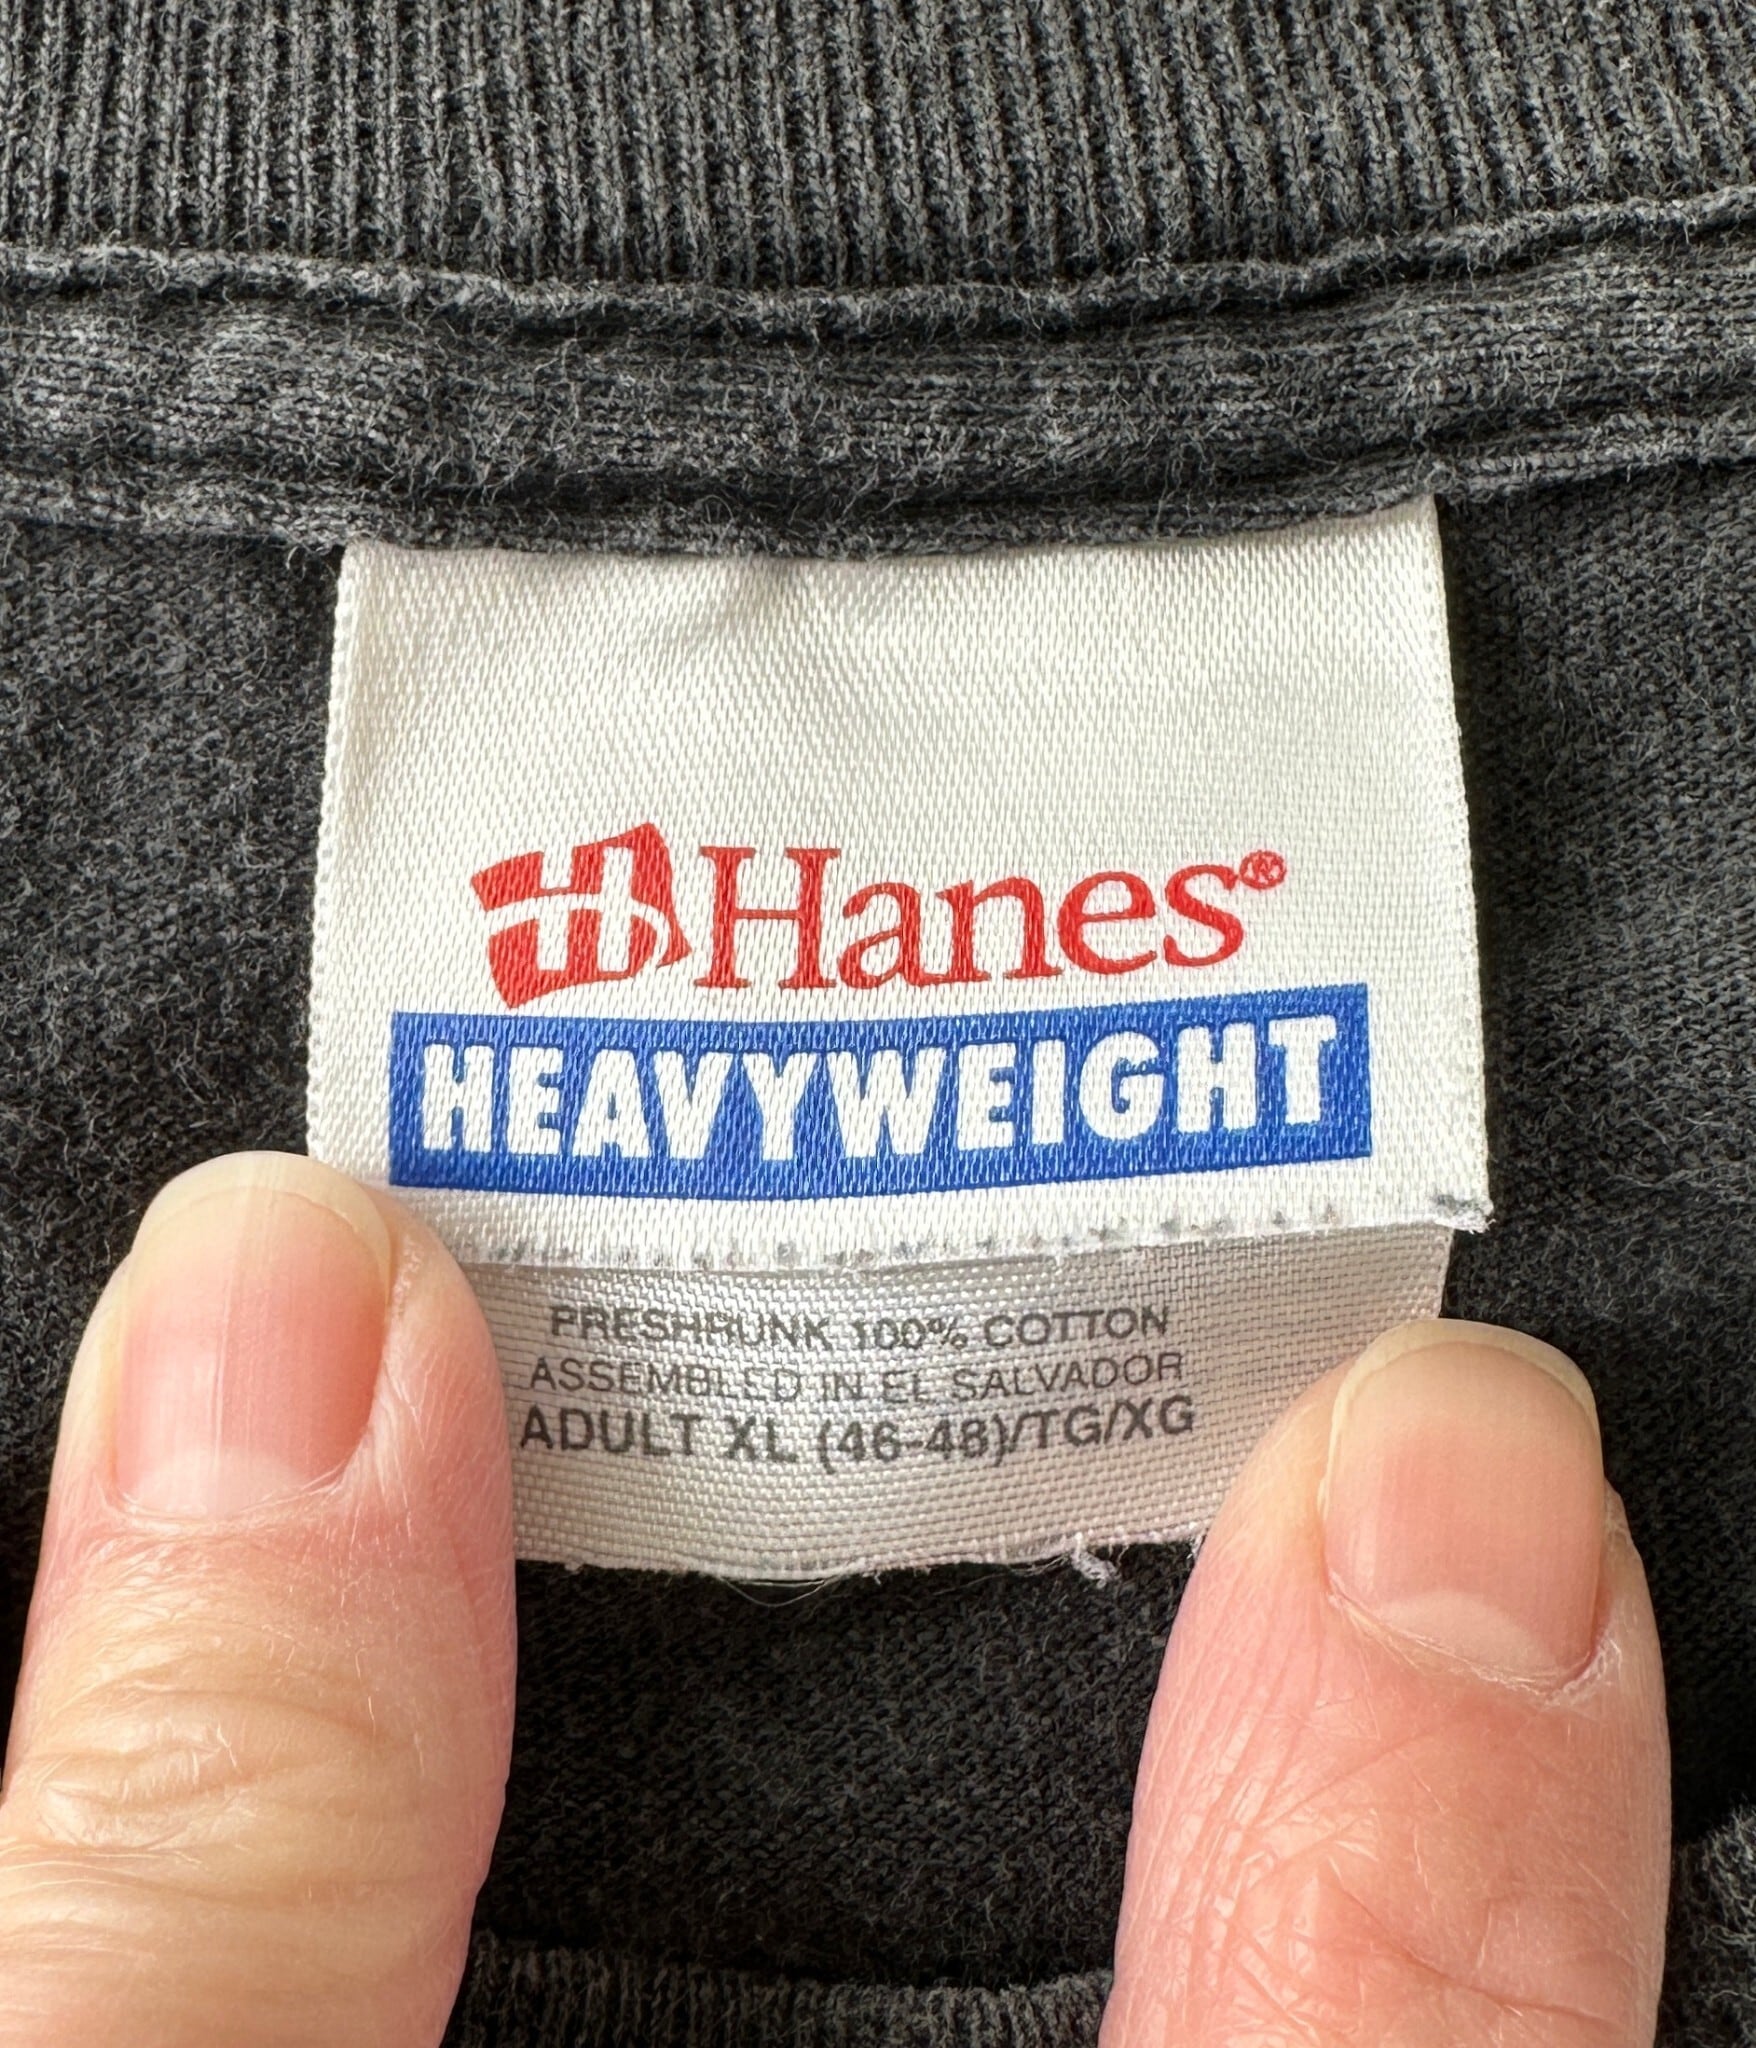 H Hanes®
HEAVYWEIGHT
PRESHRUNK 100% COTTON
ASSEMBLED IN EL SALVADOR
ADULT XL (46-48)/TG/XG